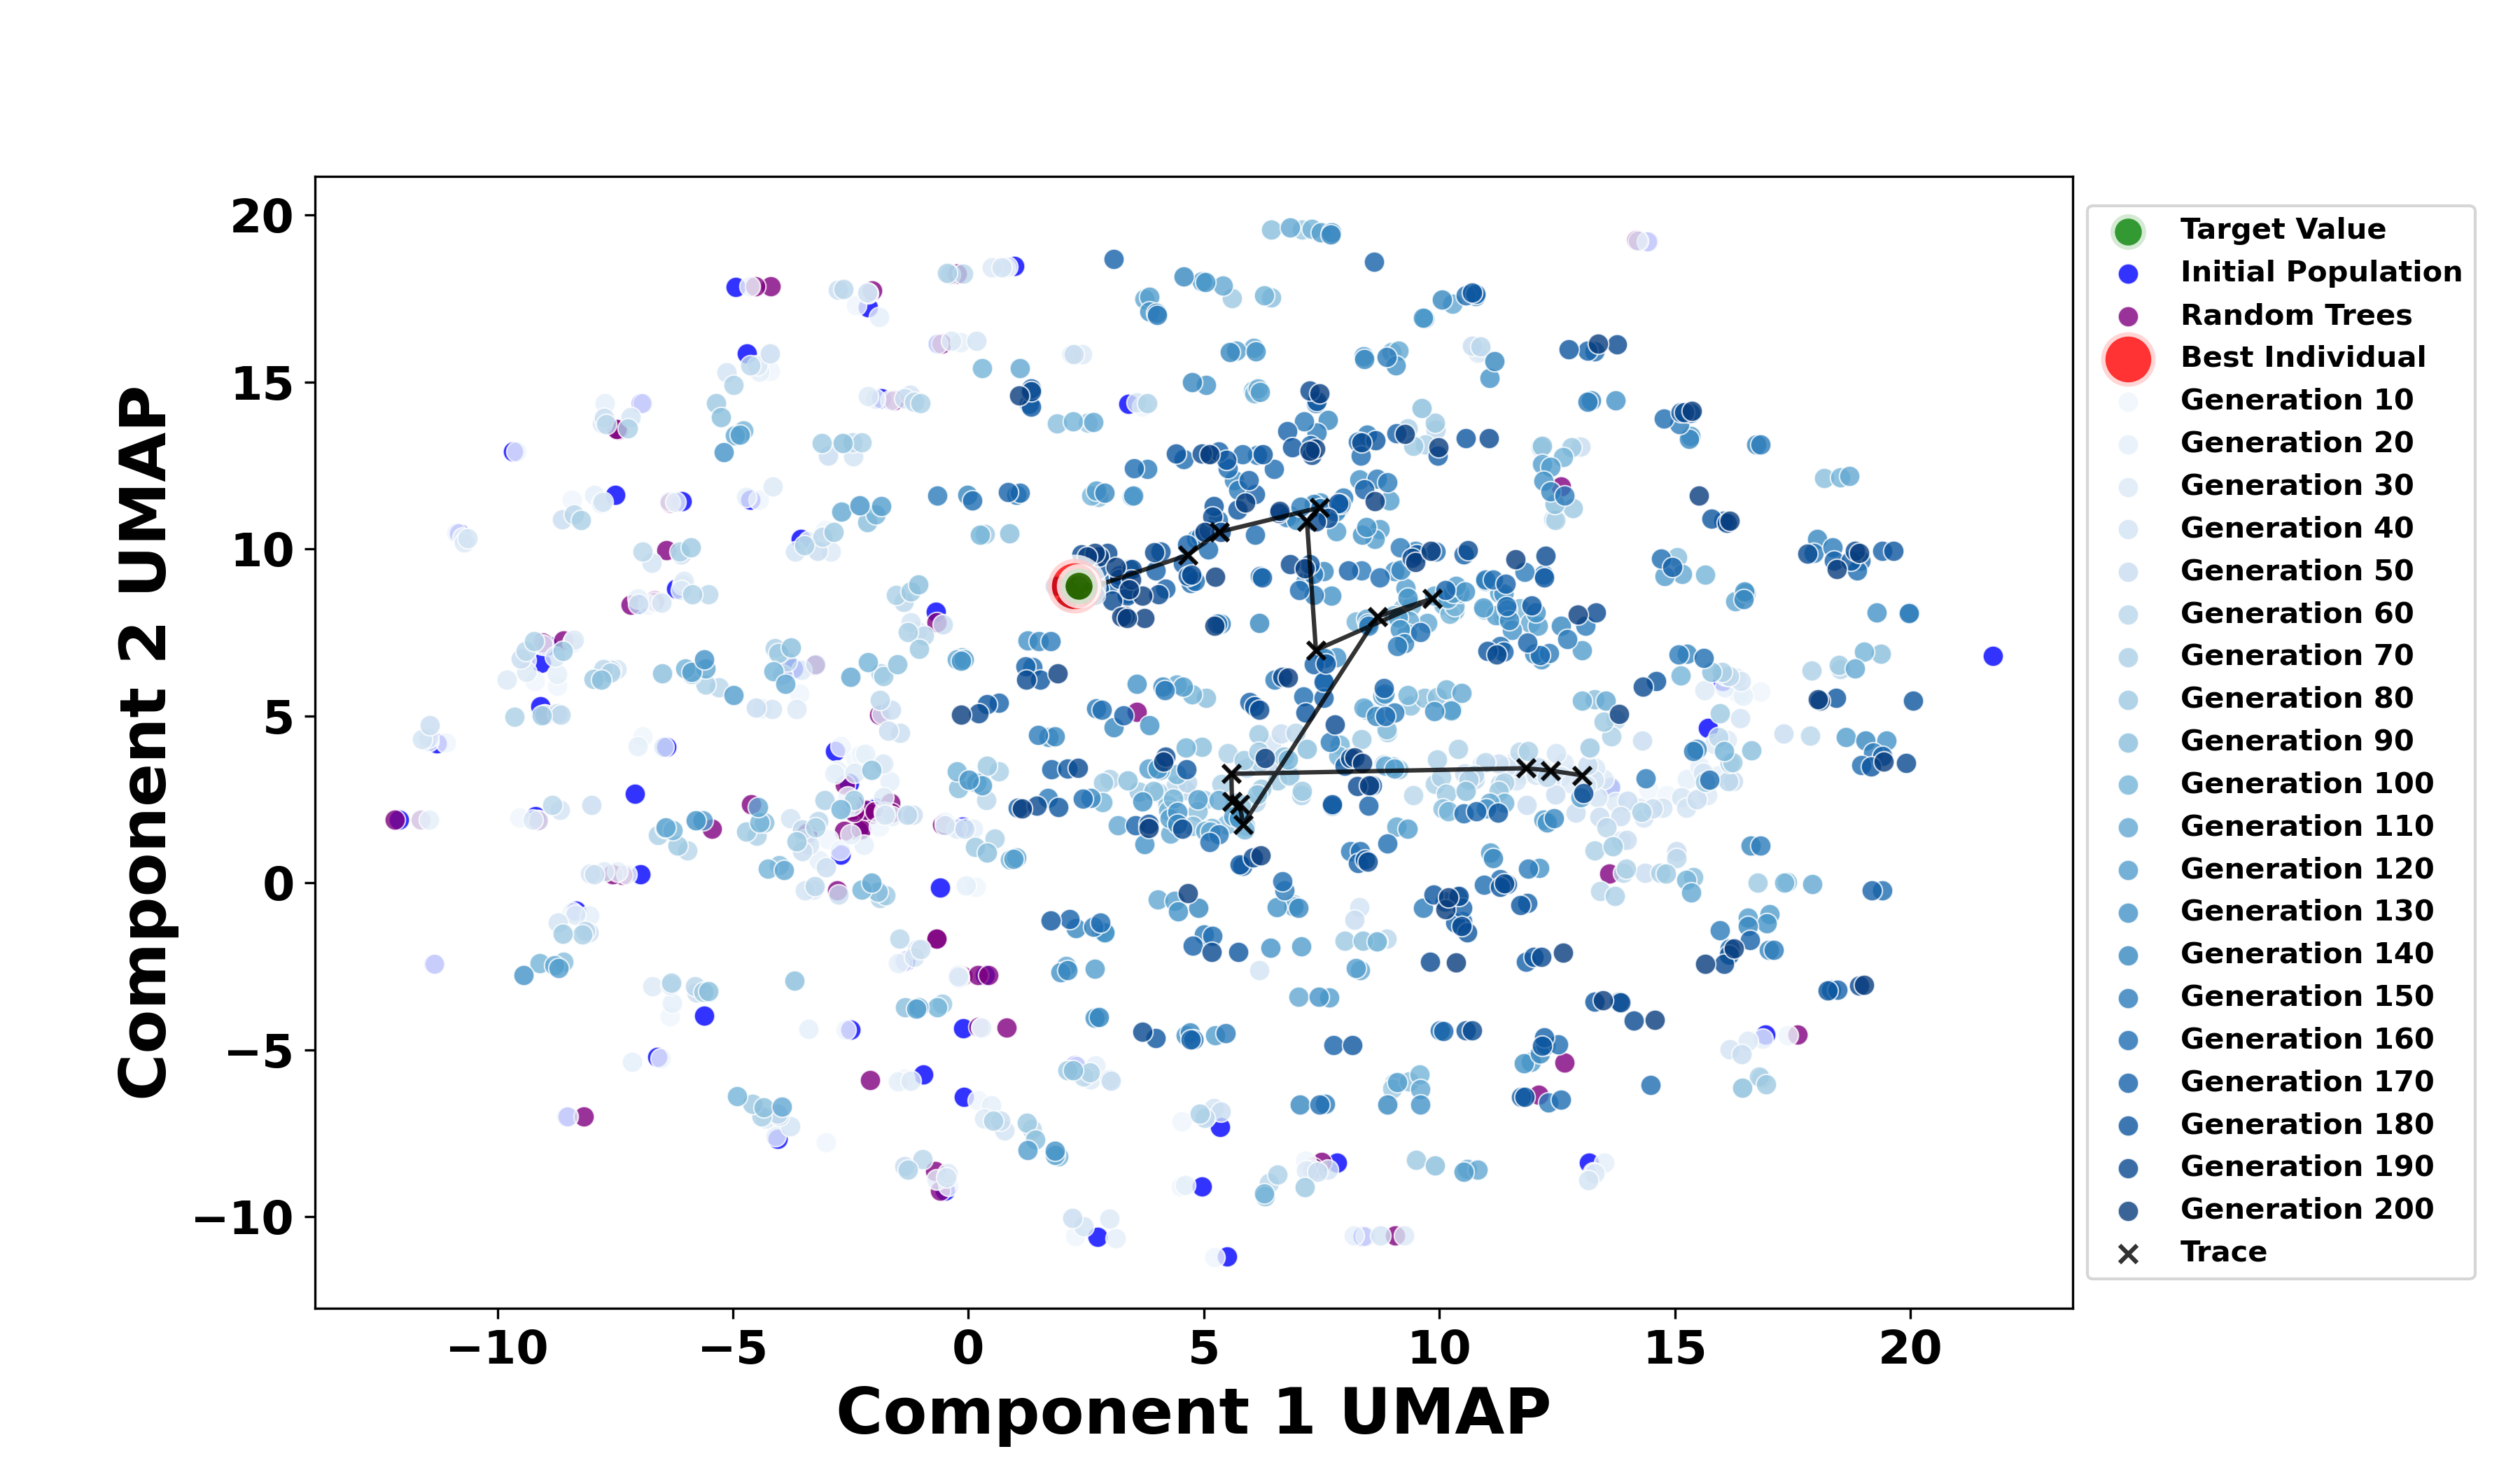 20
15
10
5
0
−5
−10
Component 2 UMAP
−10
−5
0
5
10
15
20
Component 1 UMAP
Target Value
Initial Population
Random Trees
Best Individual
Generation 10
Generation 20
Generation 30
Generation 40
Generation 50
Generation 60
Generation 70
Generation 80
Generation 90
Generation 100
Generation 110
Generation 120
Generation 130
Generation 140
Generation 150
Generation 160
Generation 170
Generation 180
Generation 190
Generation 200
Trace